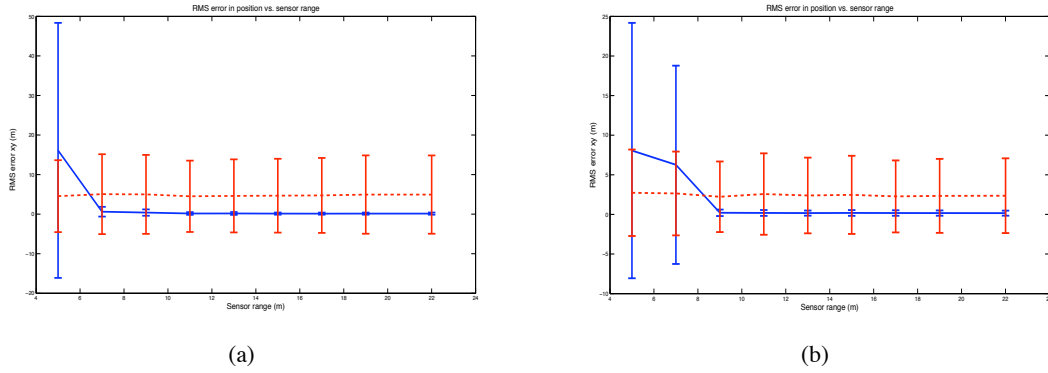 RMS error in position vs. sensor range
50
40
30
20
10
0
−10
−20
RMS error xy (m)
4 6 8 10 12 14 16 18 20 22 24
Sensor range (m)
(a)
RMS error in position vs. sensor range
25
20
15
10
5
0
−5
−10
RMS error xy (m)
4 6 8 10 12 14 16 18 20 22 24
Sensor range (m)
(b)